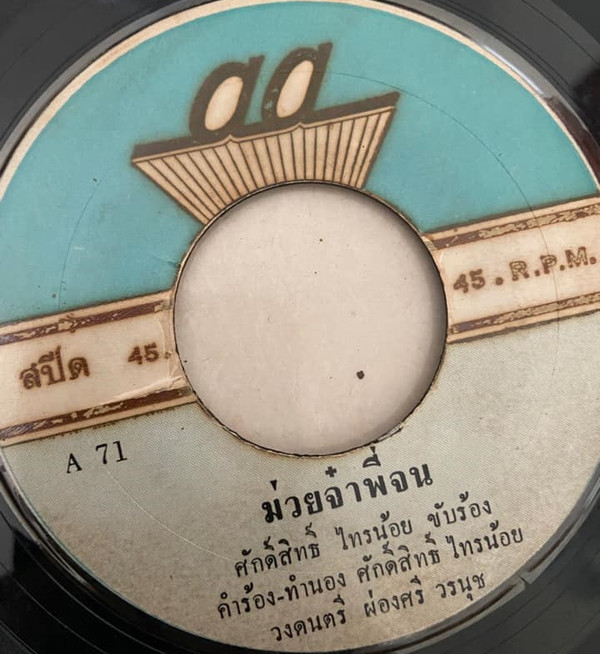 สปีด 45. 45. R.P.M.
A 71
ม่วยจ๋าพี่จน
ศักดิ์สิทธิ์ ไทรน้อย ขับร้อง
คำร้อง-ทำนอง ศักดิ์สิทธิ์ ไทรน้อย
วงดนตรี ผ่องศรี วรนุช